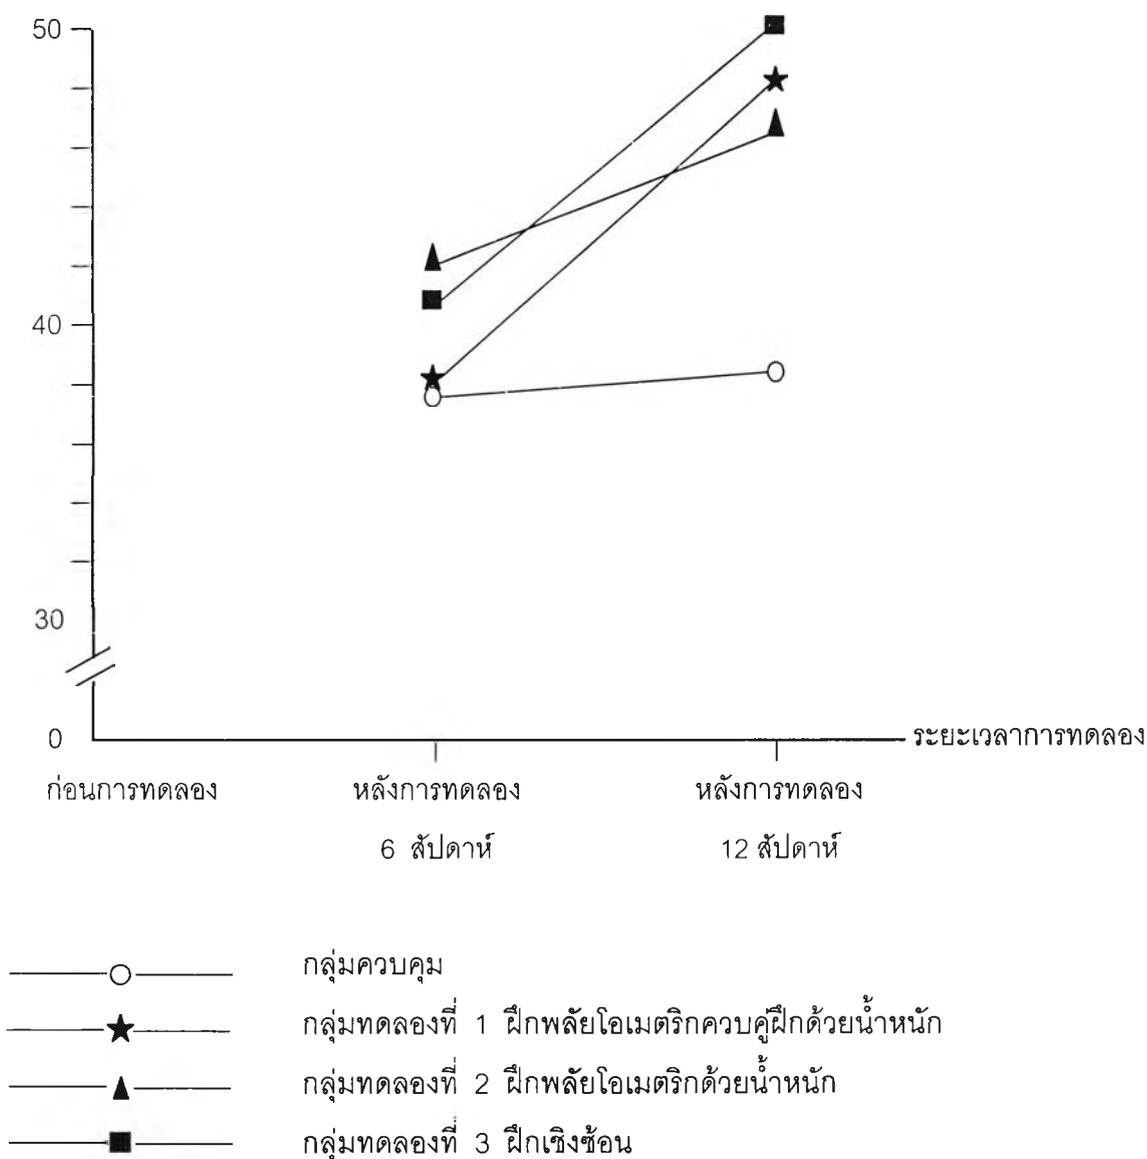 50
40
30
0
ระยะเวลาการทดลอง
ก่อนการทดลอง หลังการทดลอง หลังการทดลอง
6 สัปดาห์ 12 สัปดาห์
กลุ่มควบคุม
กลุ่มทดลองที่ 1 ฝึกพลัยโอเมตริกควบคู่ฝึกด้วยน้ำหนัก
กลุ่มทดลองที่ 2 ฝึกพลัยโอเมตริกด้วยน้ำหนัก
กลุ่มทดลองที่ 3 ฝึกเชิงซ้อน